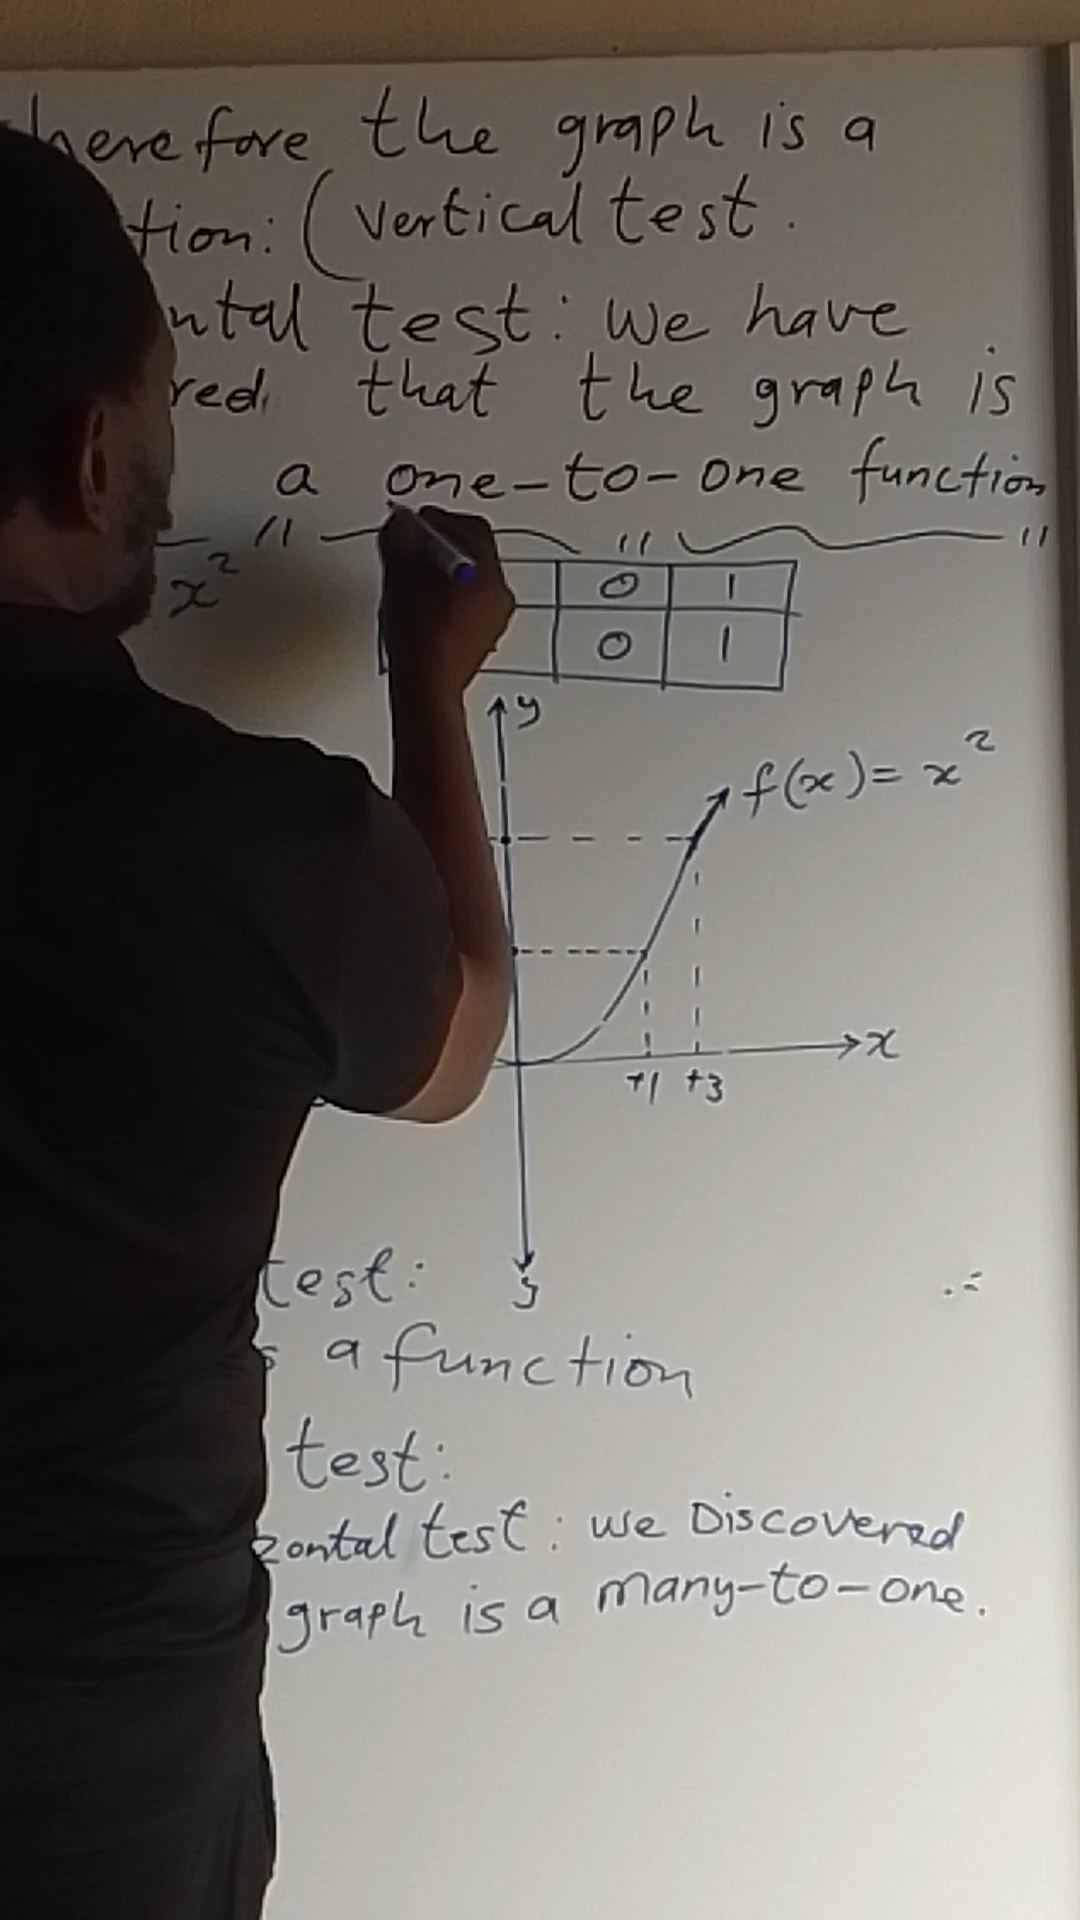 herefore the graph is a
tion: (vertical test.
ntal test: we have
red that the graph is
a one-to-one function
x²
0 1
0 1
y
f(x) = x²
x
+1 +3
y
test:
a function
test:
zontal test: we Discovered
graph is a many-to-one.